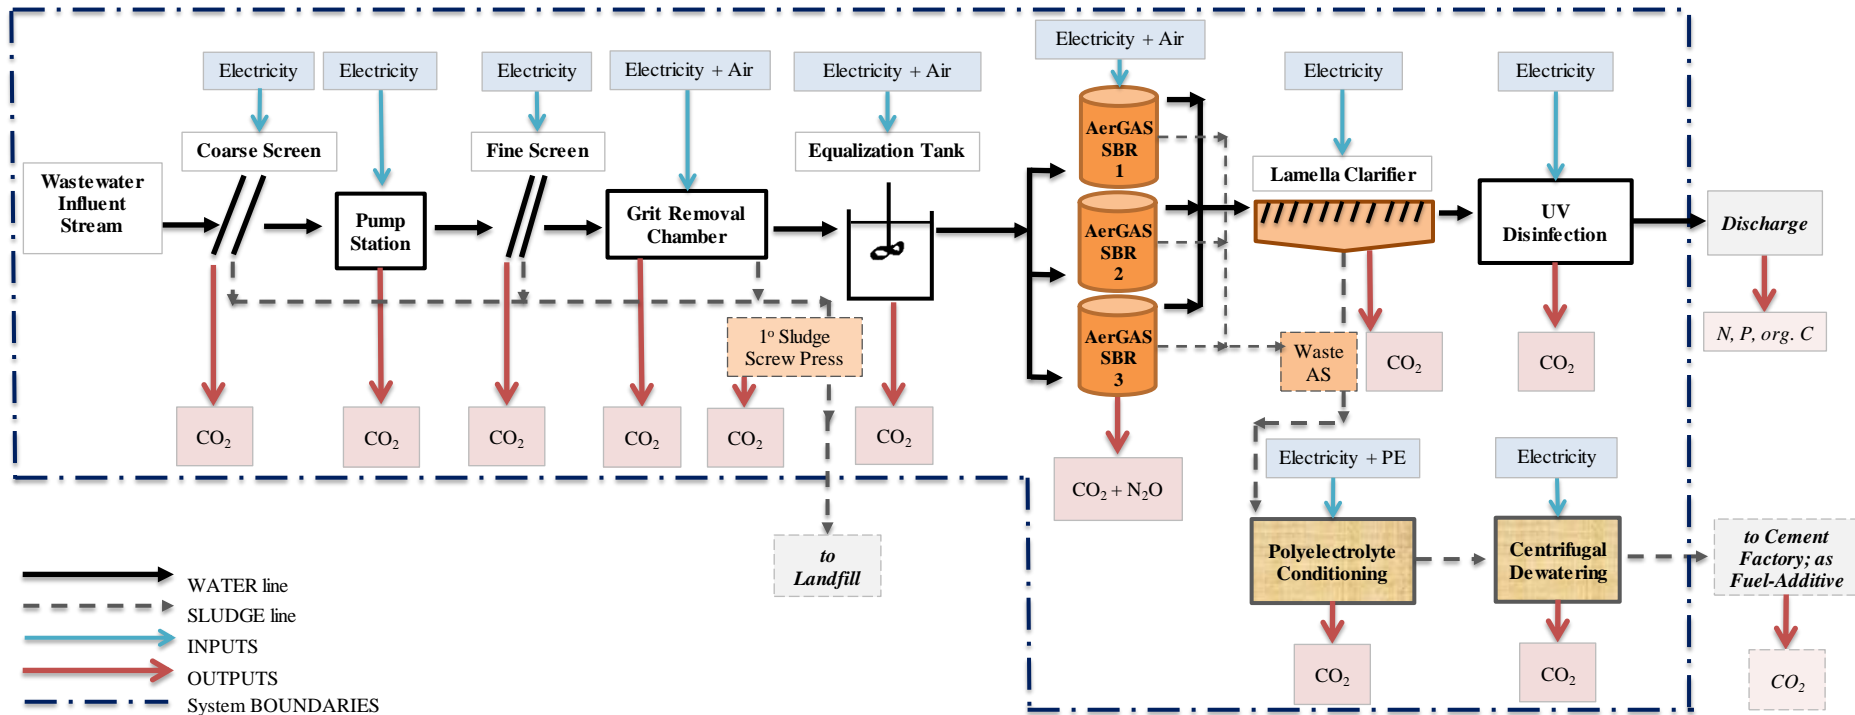 Electricity + Air
Electricity
Electricity
Electricity
Electricity + Air
Electricity + Air
Electricity
Electricity
Coarse Screen
Fine Screen
Equalization Tank
Wastewater
Influent
Stream
Pump
Station
Grit Removal
Chamber
AerGAS
SBR
1
AerGAS
SBR
2
AerGAS
SBR
3
Lamella Clarifier
UV
Disinfection
Discharge
N, P, org. C
1º Sludge
Screw Press
Waste
AS
CO₂
CO₂
CO₂
CO₂
CO₂
CO₂
CO₂
CO₂
CO₂ + N₂O
Electricity + PE
Electricity
to
Landfill
Polyelectrolyte
Conditioning
Centrifugal
Dewatering
to Cement
Factory; as
Fuel-Additive
CO₂
CO₂
CO₂
WATER line
SLUDGE line
INPUTS
OUTPUTS
System BOUNDARIES